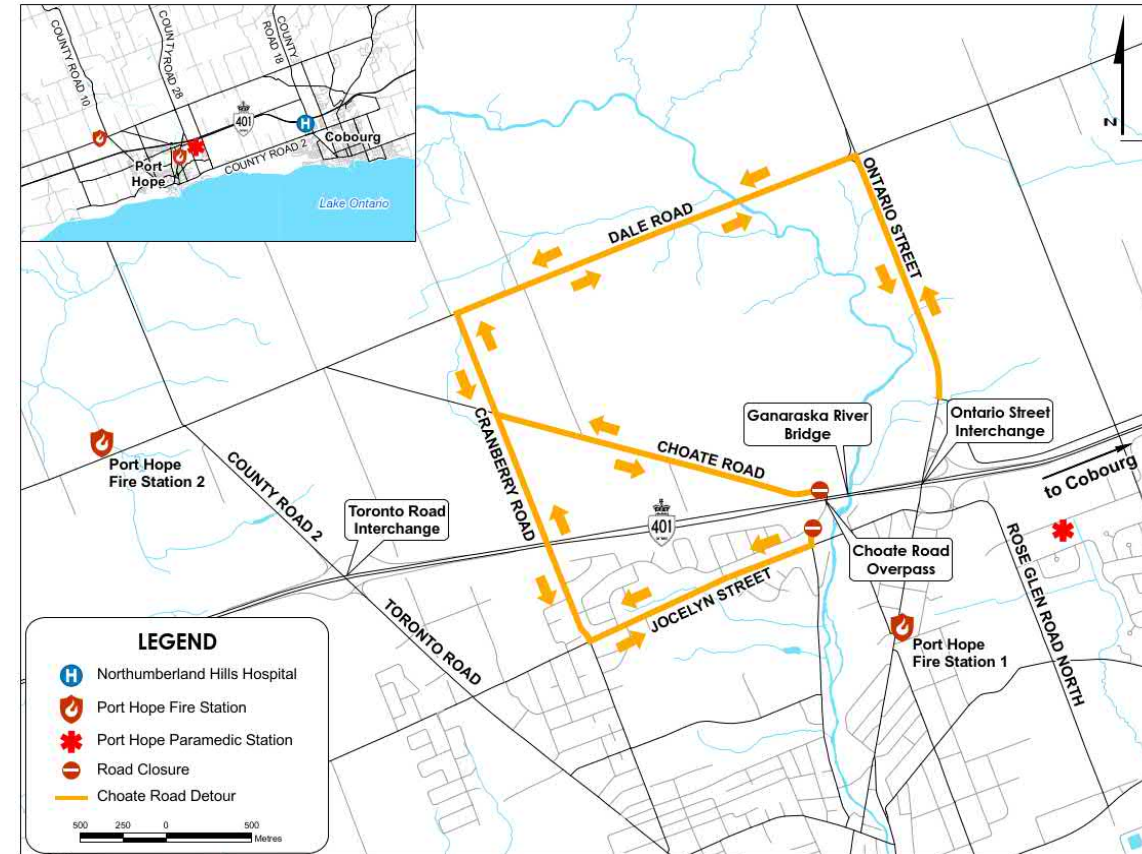 COUNTY ROAD 10
COUNTY ROAD 28
COUNTY
ROAD 18
401
H
Cobourg
Port
Hope
COUNTY ROAD 2
Lake Ontario
N
DALE ROAD
ONTARIO STREET
CRANBERRY ROAD
CHOATE ROAD
Ganaraska River
Bridge
Ontario Street
Interchange
to Cobourg
Port Hope
Fire Station 2
COUNTY ROAD 2
Toronto Road
Interchange
401
Choate Road
Overpass
JOCELYN STREET
TORONTO ROAD
ROSE GLEN ROAD NORTH
Port Hope
Fire Station 1
LEGEND
H Northumberland Hills Hospital
Port Hope Fire Station
Port Hope Paramedic Station
Road Closure
Choate Road Detour
500 250 0 500
Metres